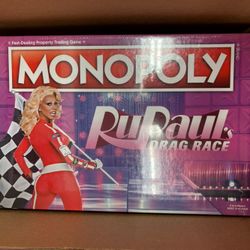 Fast-Dealing Property Trading Game
MONOPOLY
RuPaul's
DRAG RACE